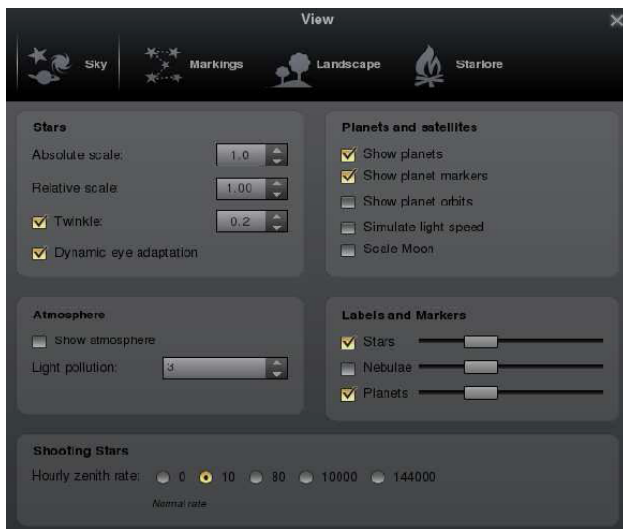 View
Sky
Markings
Landscape
Starlore
Stars
Absolute scale: 1.0
Relative scale: 1.00
Twinkle: 0.2
Dynamic eye adaptation
Planets and satellites
Show planets
Show planet markers
Show planet orbits
Simulate light speed
Scale Moon
Atmosphere
Show atmosphere
Light pollution: 3
Labels and Markers
Stars
Nebulae
Planets
Shooting Stars
Hourly zenith rate: 0 10 80 10000 144000
Normal rate